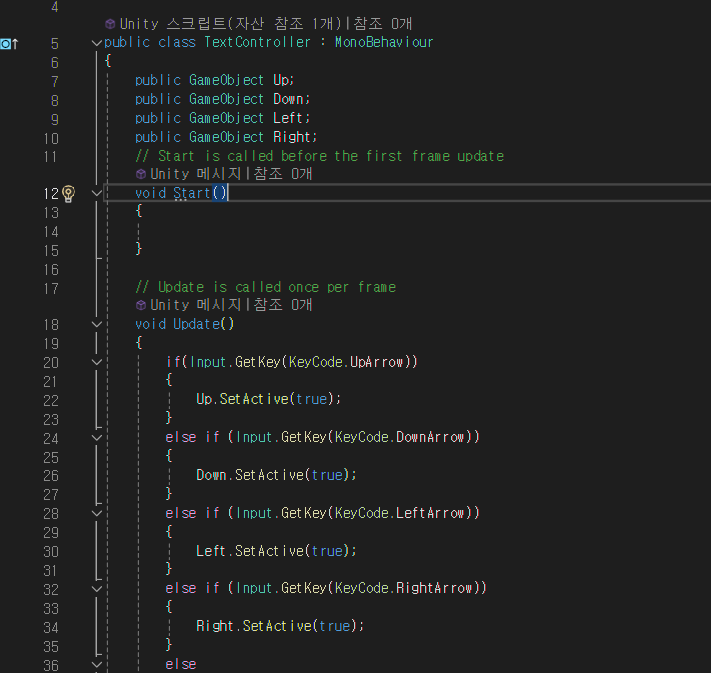 4
Unity 스크립트(자산 참조 1개)|참조 0개
5 public class TextController : MonoBehaviour
6 {
7 public GameObject Up;
8 public GameObject Down;
9 public GameObject Left;
10 public GameObject Right;
11 // Start is called before the first frame update
Unity 메시지|참조 0개
12 void Start()
13 {
14
15 }
16
17 // Update is called once per frame
Unity 메시지|참조 0개
18 void Update()
19 {
20 if(Input.GetKey(KeyCode.UpArrow))
21 {
22 Up.SetActive(true);
23 }
24 else if (Input.GetKey(KeyCode.DownArrow))
25 {
26 Down.SetActive(true);
27 }
28 else if (Input.GetKey(KeyCode.LeftArrow))
29 {
30 Left.SetActive(true);
31 }
32 else if (Input.GetKey(KeyCode.RightArrow))
33 {
34 Right.SetActive(true);
35 }
36 else